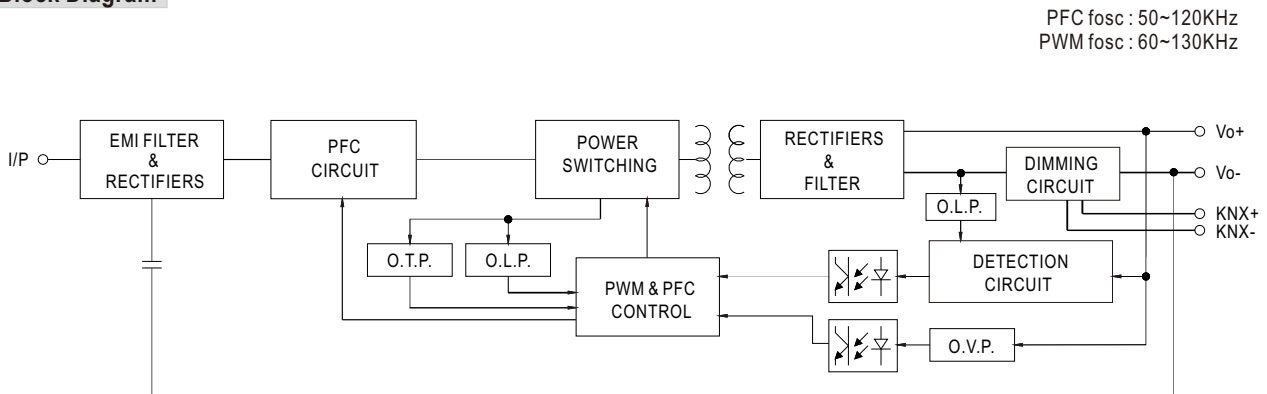 Block Diagram
PFC fosc : 50~120KHz
PWM fosc : 60~130KHz
I/P
EMI FILTER
&
RECTIFIERS
PFC
CIRCUIT
POWER
SWITCHING
RECTIFIERS
&
FILTER
DIMMING
CIRCUIT
Vo+
Vo-
KNX+
KNX-
O.L.P.
O.T.P.
O.L.P.
PWM & PFC
CONTROL
DETECTION
CIRCUIT
O.V.P.